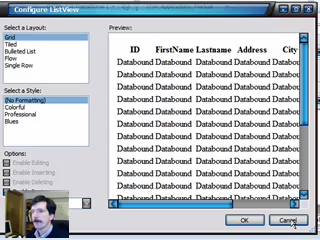 Configure ListView
Select a Layout:
Grid
Tiled
Bulleted List
Flow
Single Row
Select a Style:
(No Formatting)
Colorful
Professional
Blues
Options:
Enable Editing
Enable Inserting
Enable Deleting
Preview:
ID FirstName Lastname Address City
Databound Databound Databound Databound Databou
Databound Databound Databound Databound Databou
Databound Databound Databound Databound Databou
Databound Databound Databound Databound Databou
Databound Databound Databound Databound Databou
Databound Databound Databound Databound Databou
Databound Databound Databound Databound Databou
Databound Databound Databound Databound Databou
Databound Databound Databound Databound Databou
Databound Databound Databound Databound Databou
Databound Databound Databound Databound Databou
OK Cancel